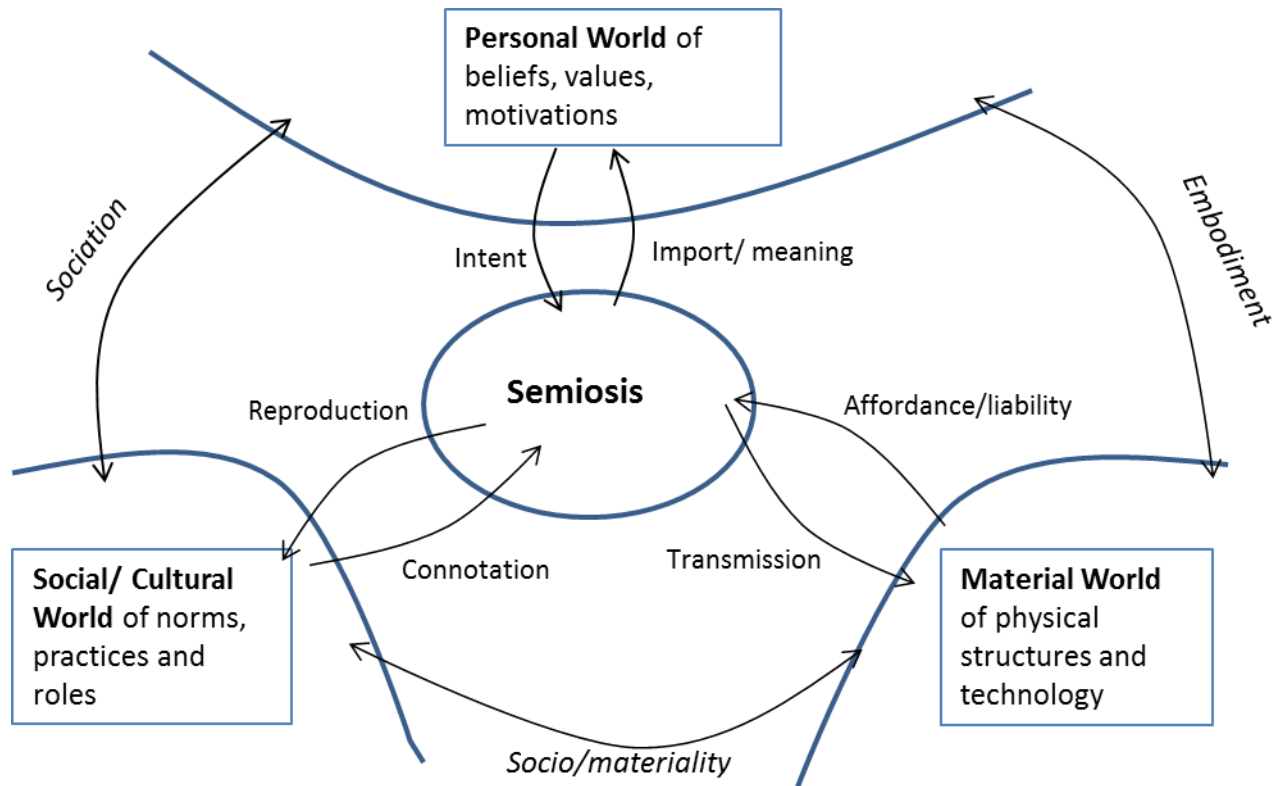 Personal World of
beliefs, values,
motivations
Sociation
Embodiment
Intent
Import/ meaning
Semiosis
Reproduction
Affordance/liability
Connotation
Transmission
Social/ Cultural
World of norms,
practices and
roles
Material World
of physical
structures and
technology
Socio/materiality